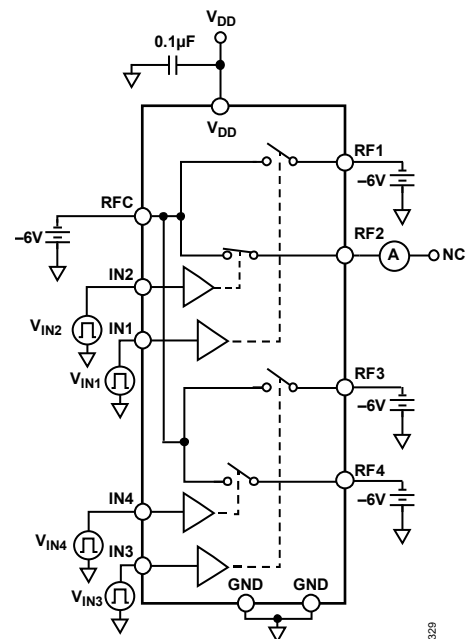 VDD
0.1µF
VDD
RF1
–6V
RFC
–6V
RF2
A
NC
IN2
VIN2
IN1
VIN1
RF3
–6V
RF4
–6V
IN4
VIN4
IN3
VIN3
GND
GND
329